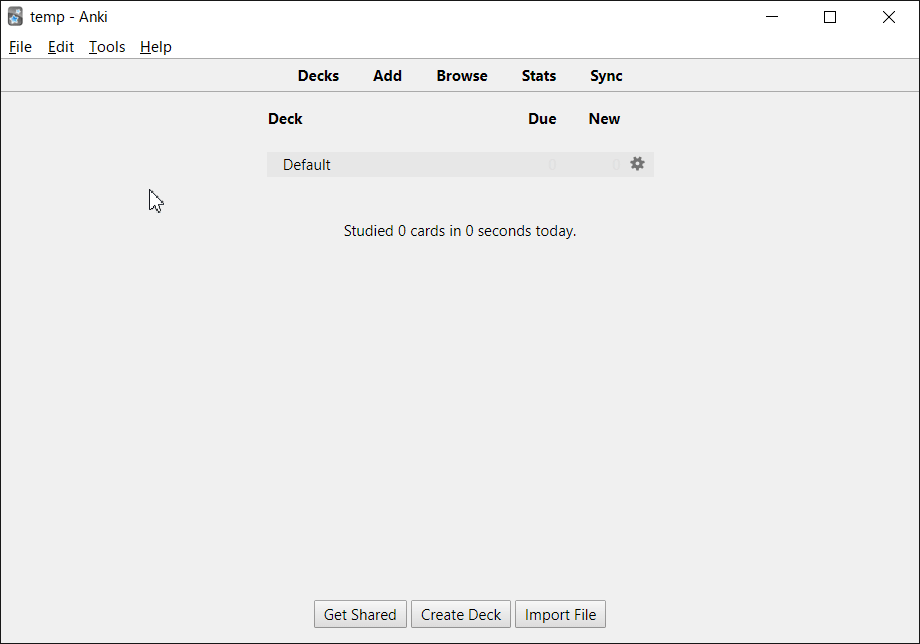 temp - Anki
File Edit Tools Help
Decks Add Browse Stats Sync
Deck Due New
Default 0 0
Studied 0 cards in 0 seconds today.
Get Shared Create Deck Import File